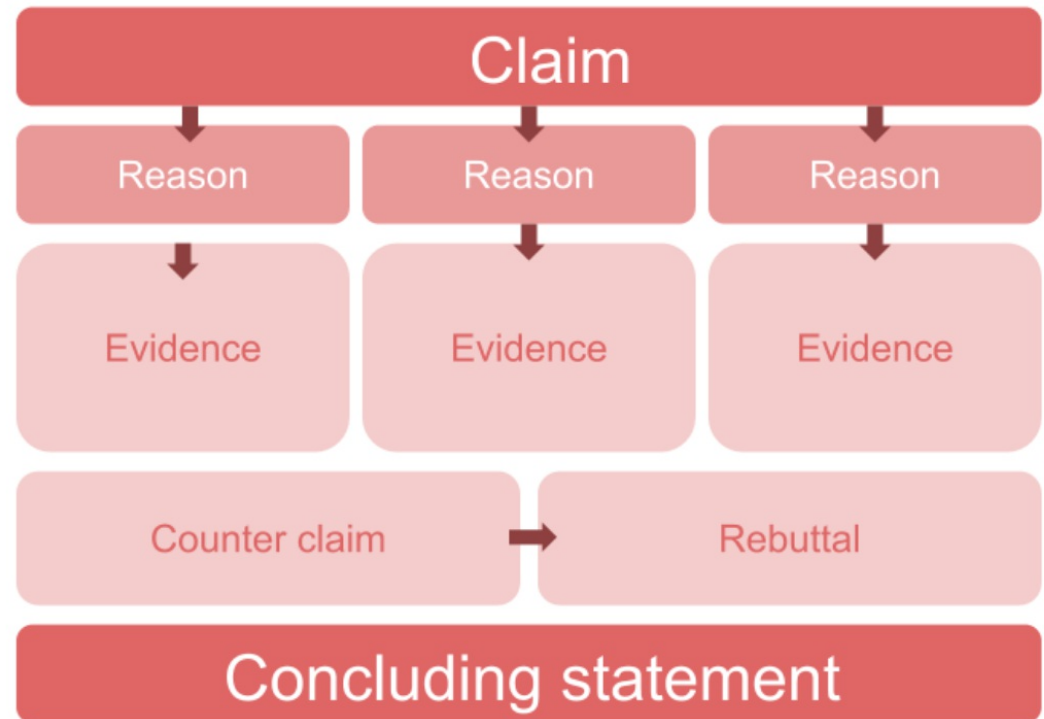 Claim
Reason
Reason
Reason
Evidence
Evidence
Evidence
Counter claim
Rebuttal
Concluding statement